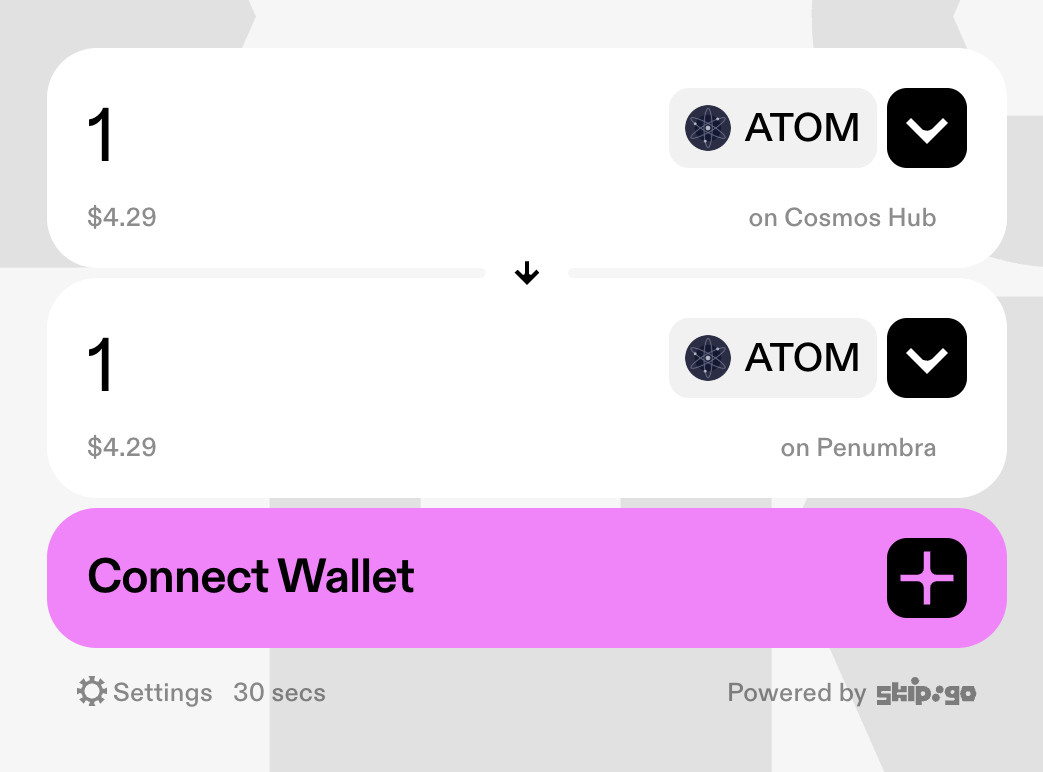 1
ATOM
$4.29
on Cosmos Hub
1
ATOM
$4.29
on Penumbra
Connect Wallet
Settings 30 secs
Powered by skip:go